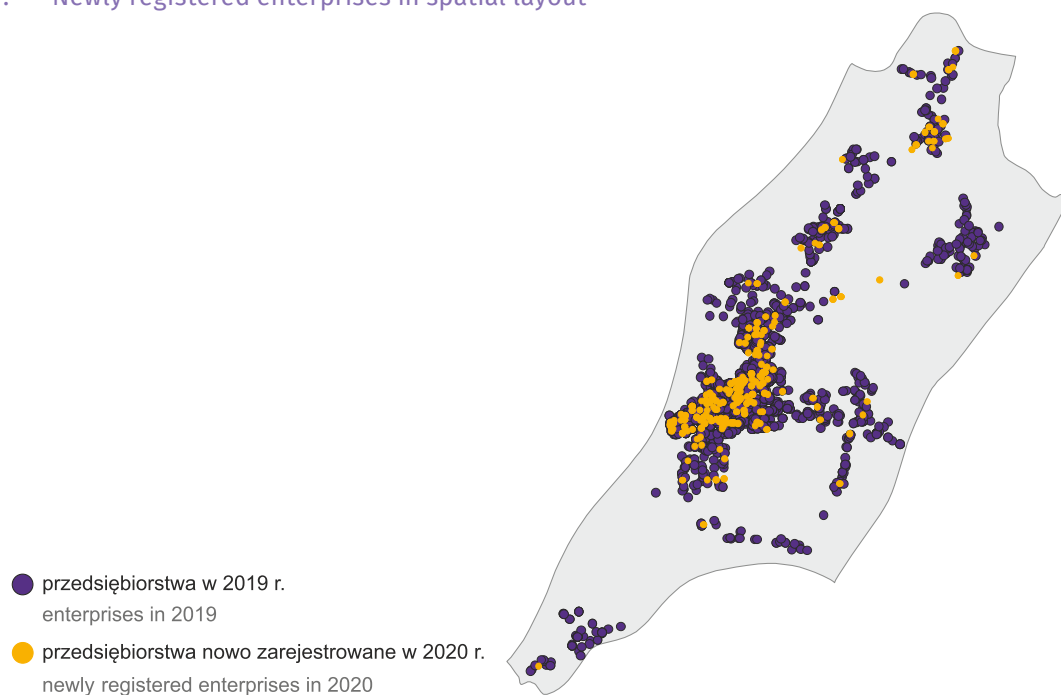 . Newly registered enterprises in spatial layout
przedsiębiorstwa w 2019 r.
enterprises in 2019
przedsiębiorstwa nowo zarejestrowane w 2020 r.
newly registered enterprises in 2020